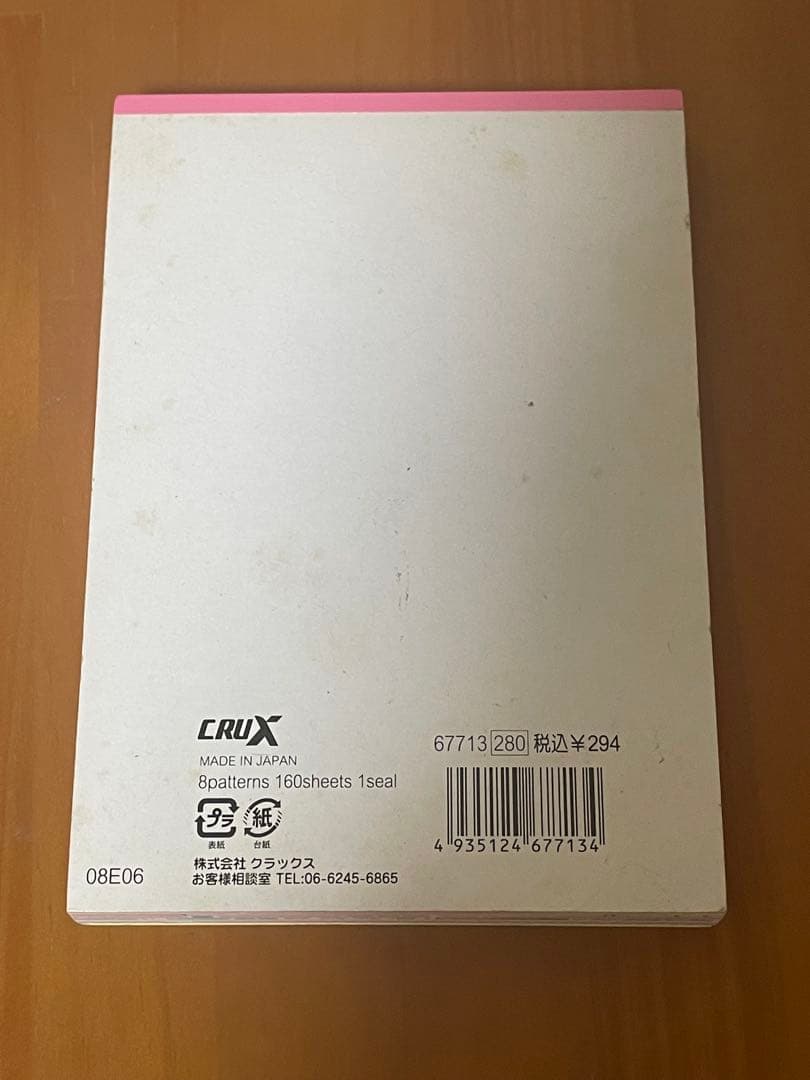 CRUX
MADE IN JAPAN
8patterns 160sheets 1seal
67713 280 税込¥294
4 935124 677134
プラ 紙
表紙 台紙
株式会社 クラックス
お客様相談室 TEL:06-6245-6865
08E06